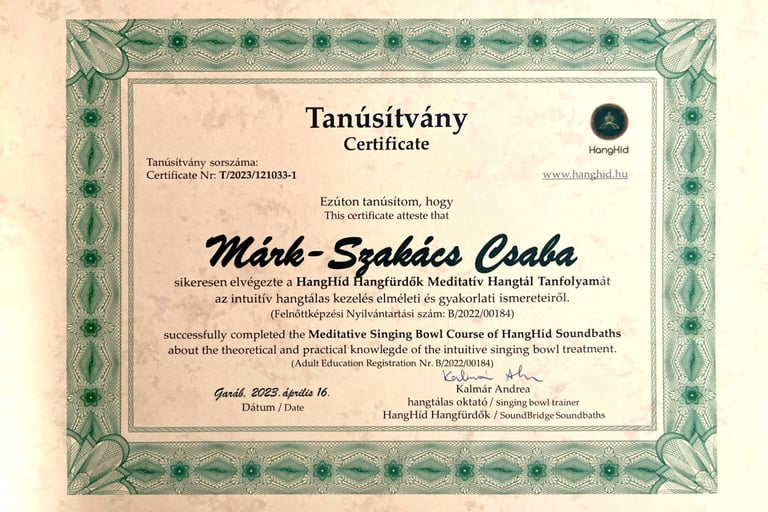 Tanúsítvány
Certificate
HangHíd
Tanúsítvány sorszáma:
Certificate Nr: T/2023/121033-1
www.hanghid.hu
Ezúton tanúsítom, hogy
This certificate atteste that
Márk-Szakács Csaba
sikeresen elvégezte a HangHíd Hangfürdők Meditatív Hangtál Tanfolyamát
az intuitív hangtálas kezelés elméleti és gyakorlati ismereteiről.
(Felnőttképzési Nyilvántartási szám: B/2022/00184)
successfully completed the Meditative Singing Bowl Course of HangHíd Soundbaths
about the theoretical and practical knowlegde of the intuitive singing bowl treatment.
(Adult Education Registration Nr. B/2022/00184)
Kalmár Andrea
Garáb, 2023. április 16.
Dátum / Date
Kalmár Andrea
hangtálas oktató / singing bowl trainer
HangHíd Hangfürdők / SoundBridge Soundbaths